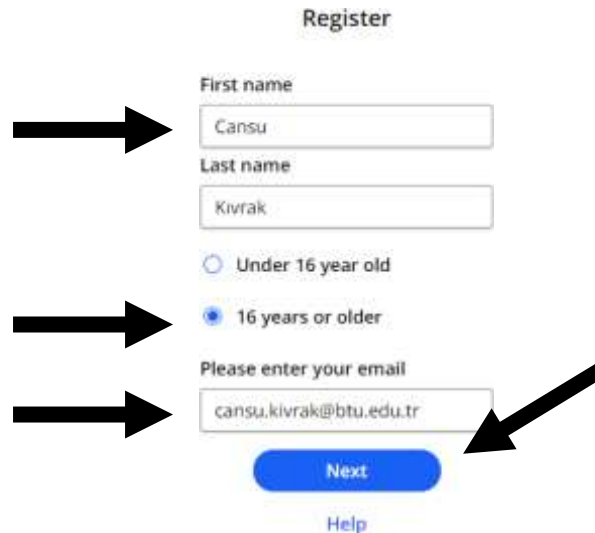 Register
First name
Cansu
Last name
Kıvrak
Under 16 year old
16 years or older
Please enter your email
cansu.kivrak@btu.edu.tr
Next
Help